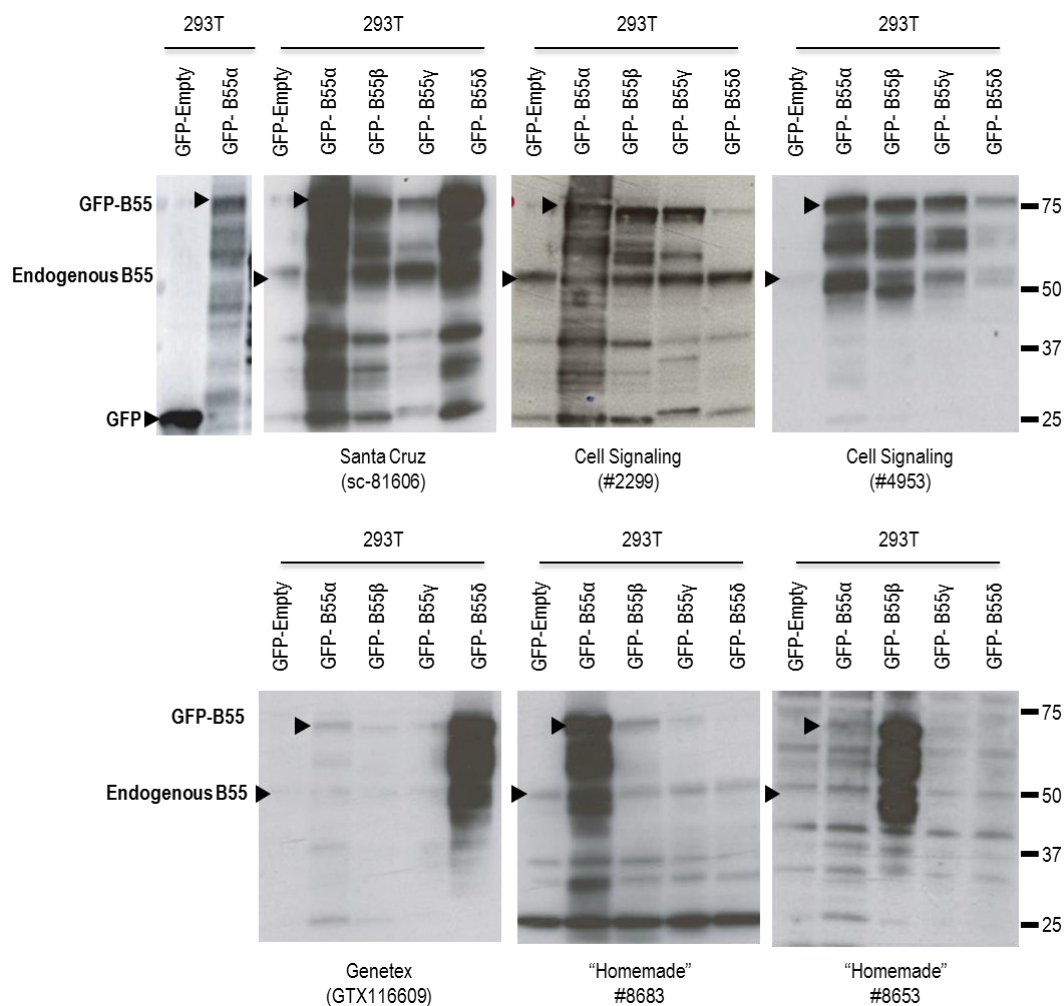 293T
293T
293T
293T
GFP-Empty
GFP- B55α
GFP-Empty
GFP- B55α
GFP- B55β
GFP- B55γ
GFP- B55δ
GFP-Empty
GFP- B55α
GFP- B55β
GFP- B55γ
GFP- B55δ
GFP-Empty
GFP- B55α
GFP- B55β
GFP- B55γ
GFP- B55δ
GFP-B55
75
Endogenous B55
50
37
GFP
25
Santa Cruz
(sc-81606)
Cell Signaling
(#2299)
Cell Signaling
(#4953)
293T
293T
293T
GFP-Empty
GFP- B55α
GFP- B55β
GFP- B55γ
GFP- B55δ
GFP-Empty
GFP- B55α
GFP- B55β
GFP- B55γ
GFP- B55δ
GFP-Empty
GFP- B55α
GFP- B55β
GFP- B55γ
GFP- B55δ
GFP-B55
75
Endogenous B55
50
37
25
Genetex
(GTX116609)
“Homemade”
#8683
“Homemade”
#8653